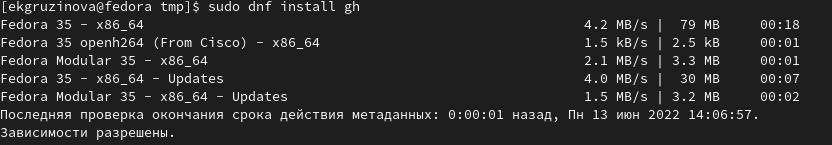 [ekgruzinova@fedora tmp]$ sudo dnf install gh
Fedora 35 - x86_64 4.2 MB/s | 79 MB 00:18
Fedora 35 openh264 (From Cisco) - x86_64 1.5 kB/s | 2.5 kB 00:01
Fedora Modular 35 - x86_64 2.1 MB/s | 3.3 MB 00:01
Fedora 35 - x86_64 - Updates 4.0 MB/s | 30 MB 00:07
Fedora Modular 35 - x86_64 - Updates 1.5 MB/s | 3.2 MB 00:02
Последняя проверка окончания срока действия метаданных: 0:00:01 назад, Пн 13 июн 2022 14:06:57.
Зависимости разрешены.